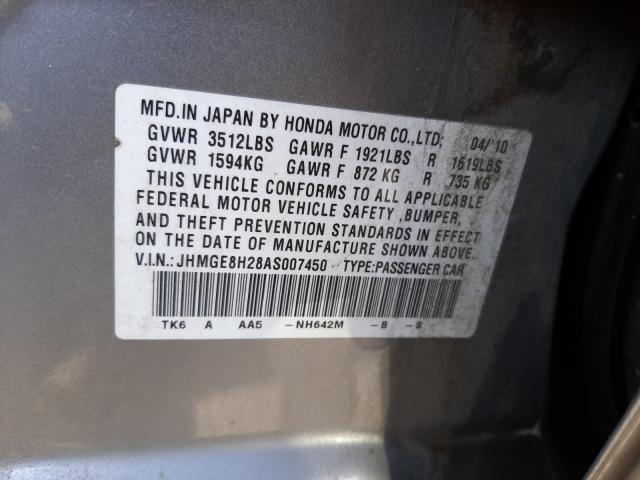 MFD.IN JAPAN BY HONDA MOTOR CO.,LTD; 04/'10
GVWR 3512LBS GAWR F 1921LBS R 1619LBS
GVWR 1594KG GAWR F 872 KG R 735 KG
THIS VEHICLE CONFORMS TO ALL APPLICABLE
FEDERAL MOTOR VEHICLE SAFETY ,BUMPER,
AND THEFT PREVENTION STANDARDS IN EFFECT
ON THE DATE OF MANUFACTURE SHOWN ABOVE.
V.I.N.:JHMGE8H28AS007450 TYPE:PASSENGER CAR
TK6 A AA5 -NH642M -B -S